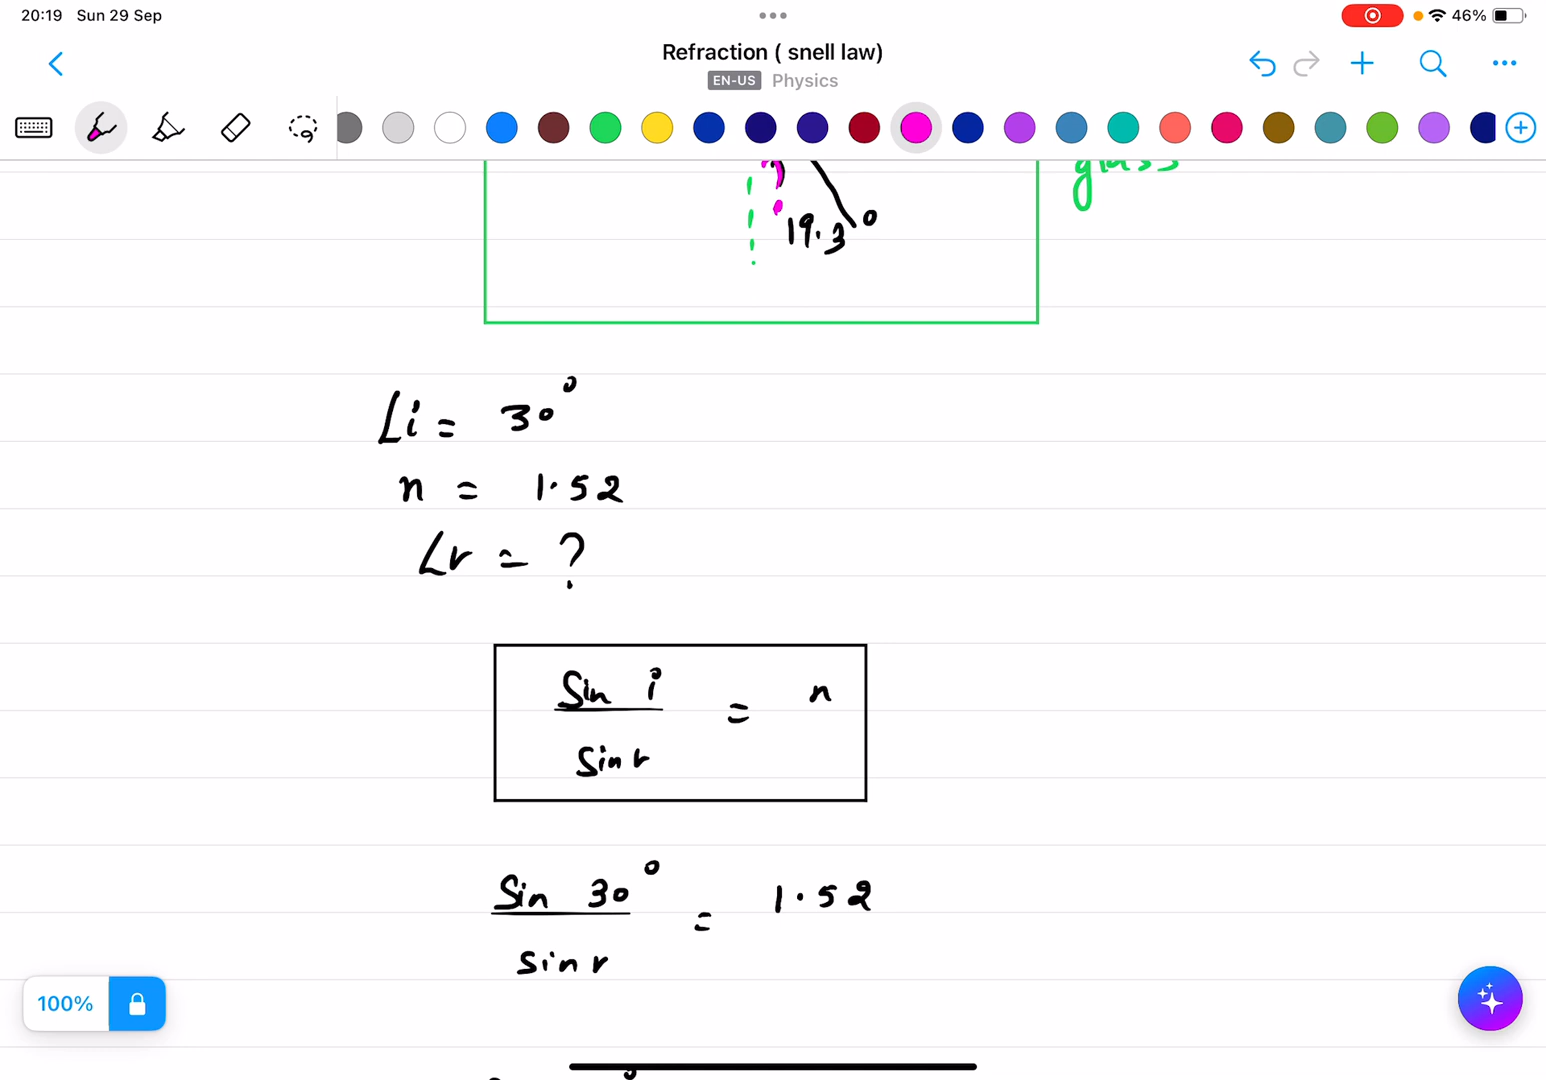 20:19 Sun 29 Sep
46%
Refraction ( snell law)
EN-US Physics
glass
19.3°
∠i = 30°
n = 1.52
∠r = ?
Sin i
= n
Sin r
Sin 30°
= 1.52
Sin r
100%